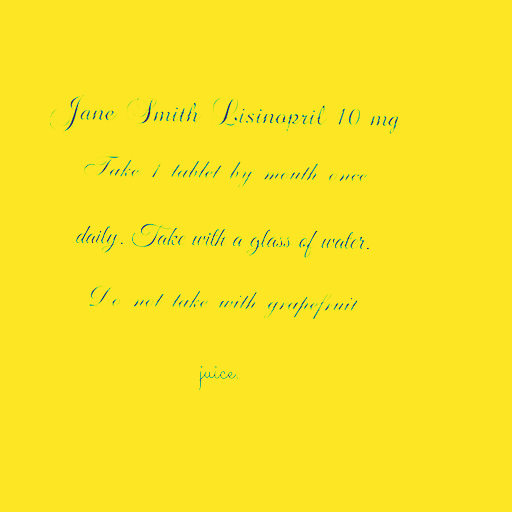 Jane Smith Lisinopril 10 mg
Take 1 tablet by mouth once
daily. Take with a glass of water.
Do not take with grapefruit
juice.